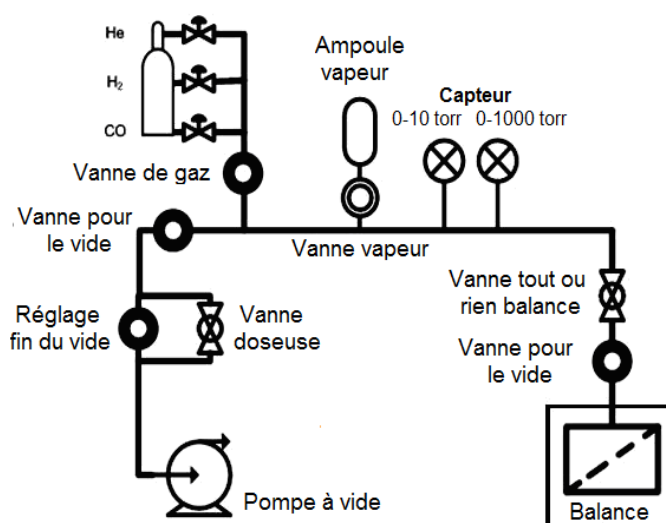 He
H2
CO
Ampoule
vapeur
Capteur
0-10 torr 0-1000 torr
Vanne de gaz
Vanne pour
le vide
Vanne vapeur
Vanne tout ou
rien balance
Réglage
fin du vide
Vanne
doseuse
Vanne pour
le vide
Pompe à vide
Balance